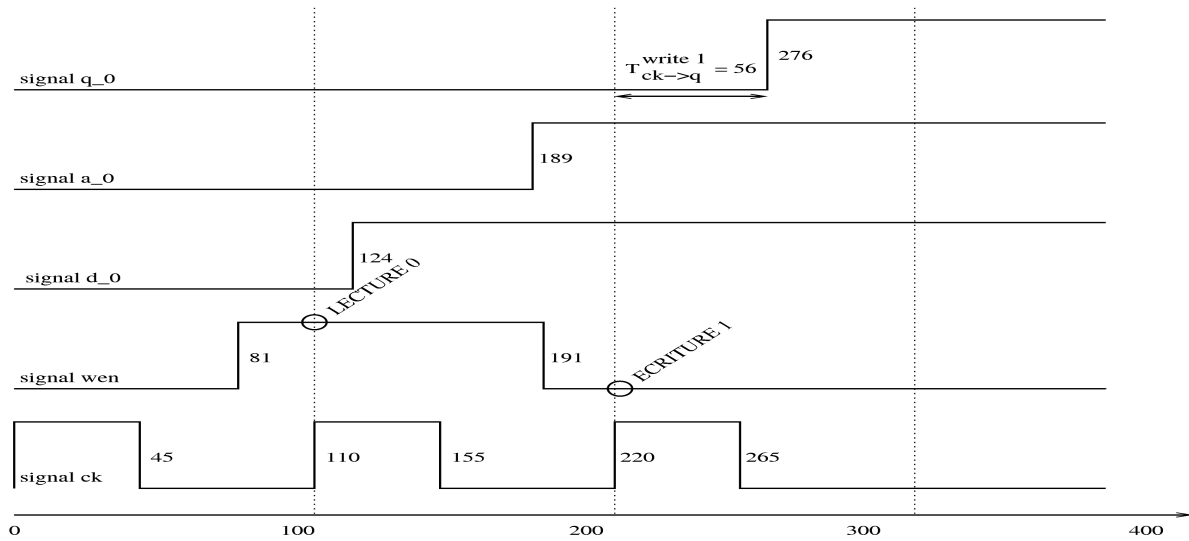 write 1
T = 56
ck->q
276
signal q_0
189
signal a_0
124
signal d_0
LECTURE 0
81
191
ECRITURE 1
signal wen
45
110
155
220
265
signal ck
0
100
200
300
400